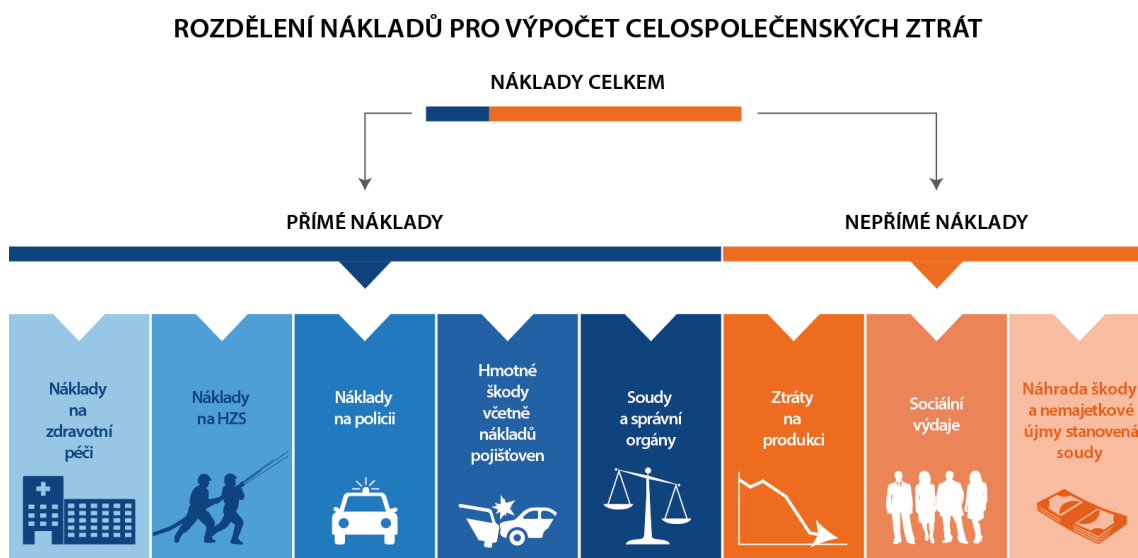 ROZDĚLENÍ NÁKLADŮ PRO VÝPOČET CELOSPOLEČENSKÝCH ZTRÁT
NÁKLADY CELKEM
PŘÍMÉ NÁKLADY
NEPŘÍMÉ NÁKLADY
Náklady
na
zdravotní
péči
Náklady
na HZS
Náklady
na policii
Hmotné
škody
včetně
nákladů
pojišťoven
Soudy
a správní
orgány
Ztráty
na
produkci
Sociální
výdaje
Náhrada škody
a nemajetkové
újmy stanovená
soudy